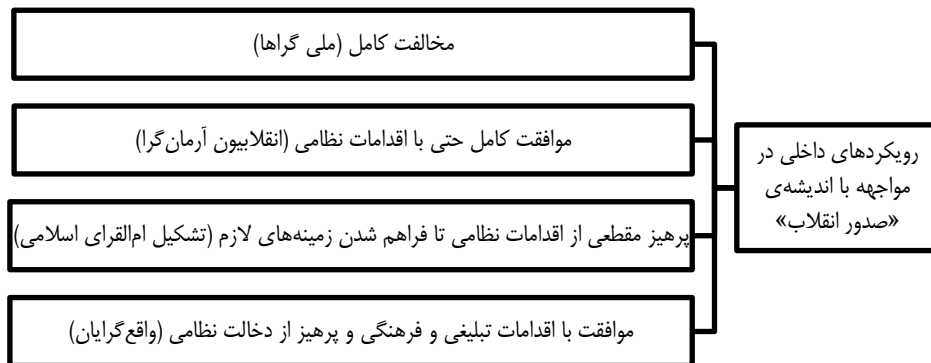 رویکردهای داخلی در
مواجهه با اندیشه‌ی
«صدور انقلاب»
مخالفت کامل (ملی گراها)
موافقت کامل حتی با اقدامات نظامی (انقلابیون آرمان‌گرا)
پرهیز مقطعی از اقدامات نظامی تا فراهم شدن زمینه‌های لازم (تشکیل ام‌القرای اسلامی)
موافقت با اقدامات تبلیغی و فرهنگی و پرهیز از دخالت نظامی (واقع‌گرایان)